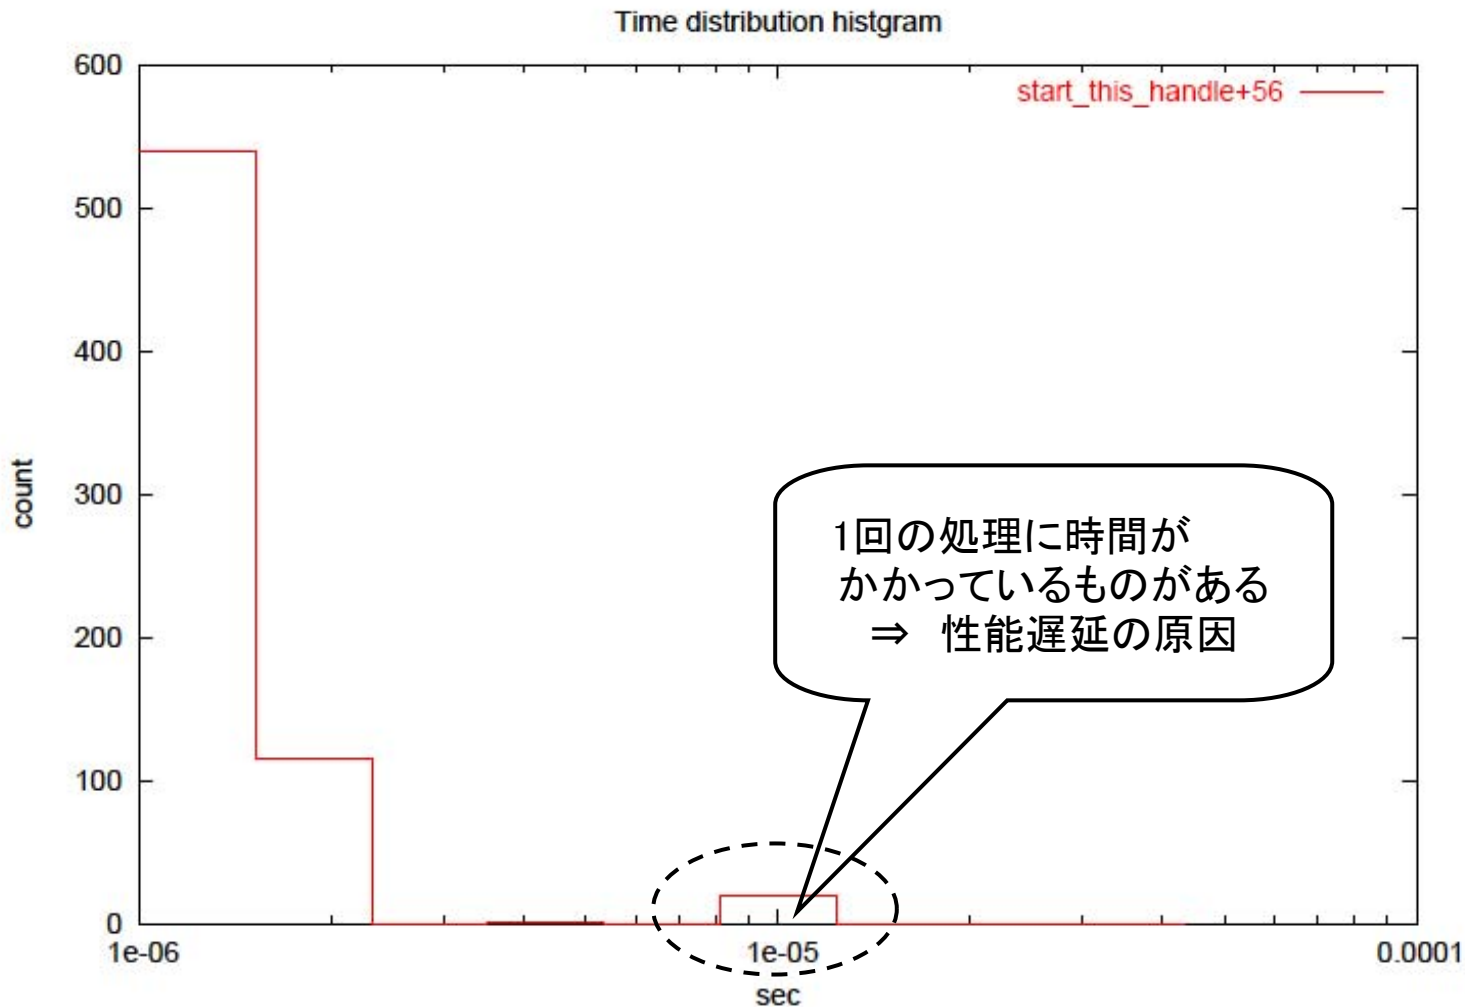 Time distribution histgram
600
start_this_handle+56
500
400
300
200
100
0
count
1回の処理に時間が
かかっているものがある
⇒ 性能遅延の原因
1e-06
1e-05
0.0001
sec